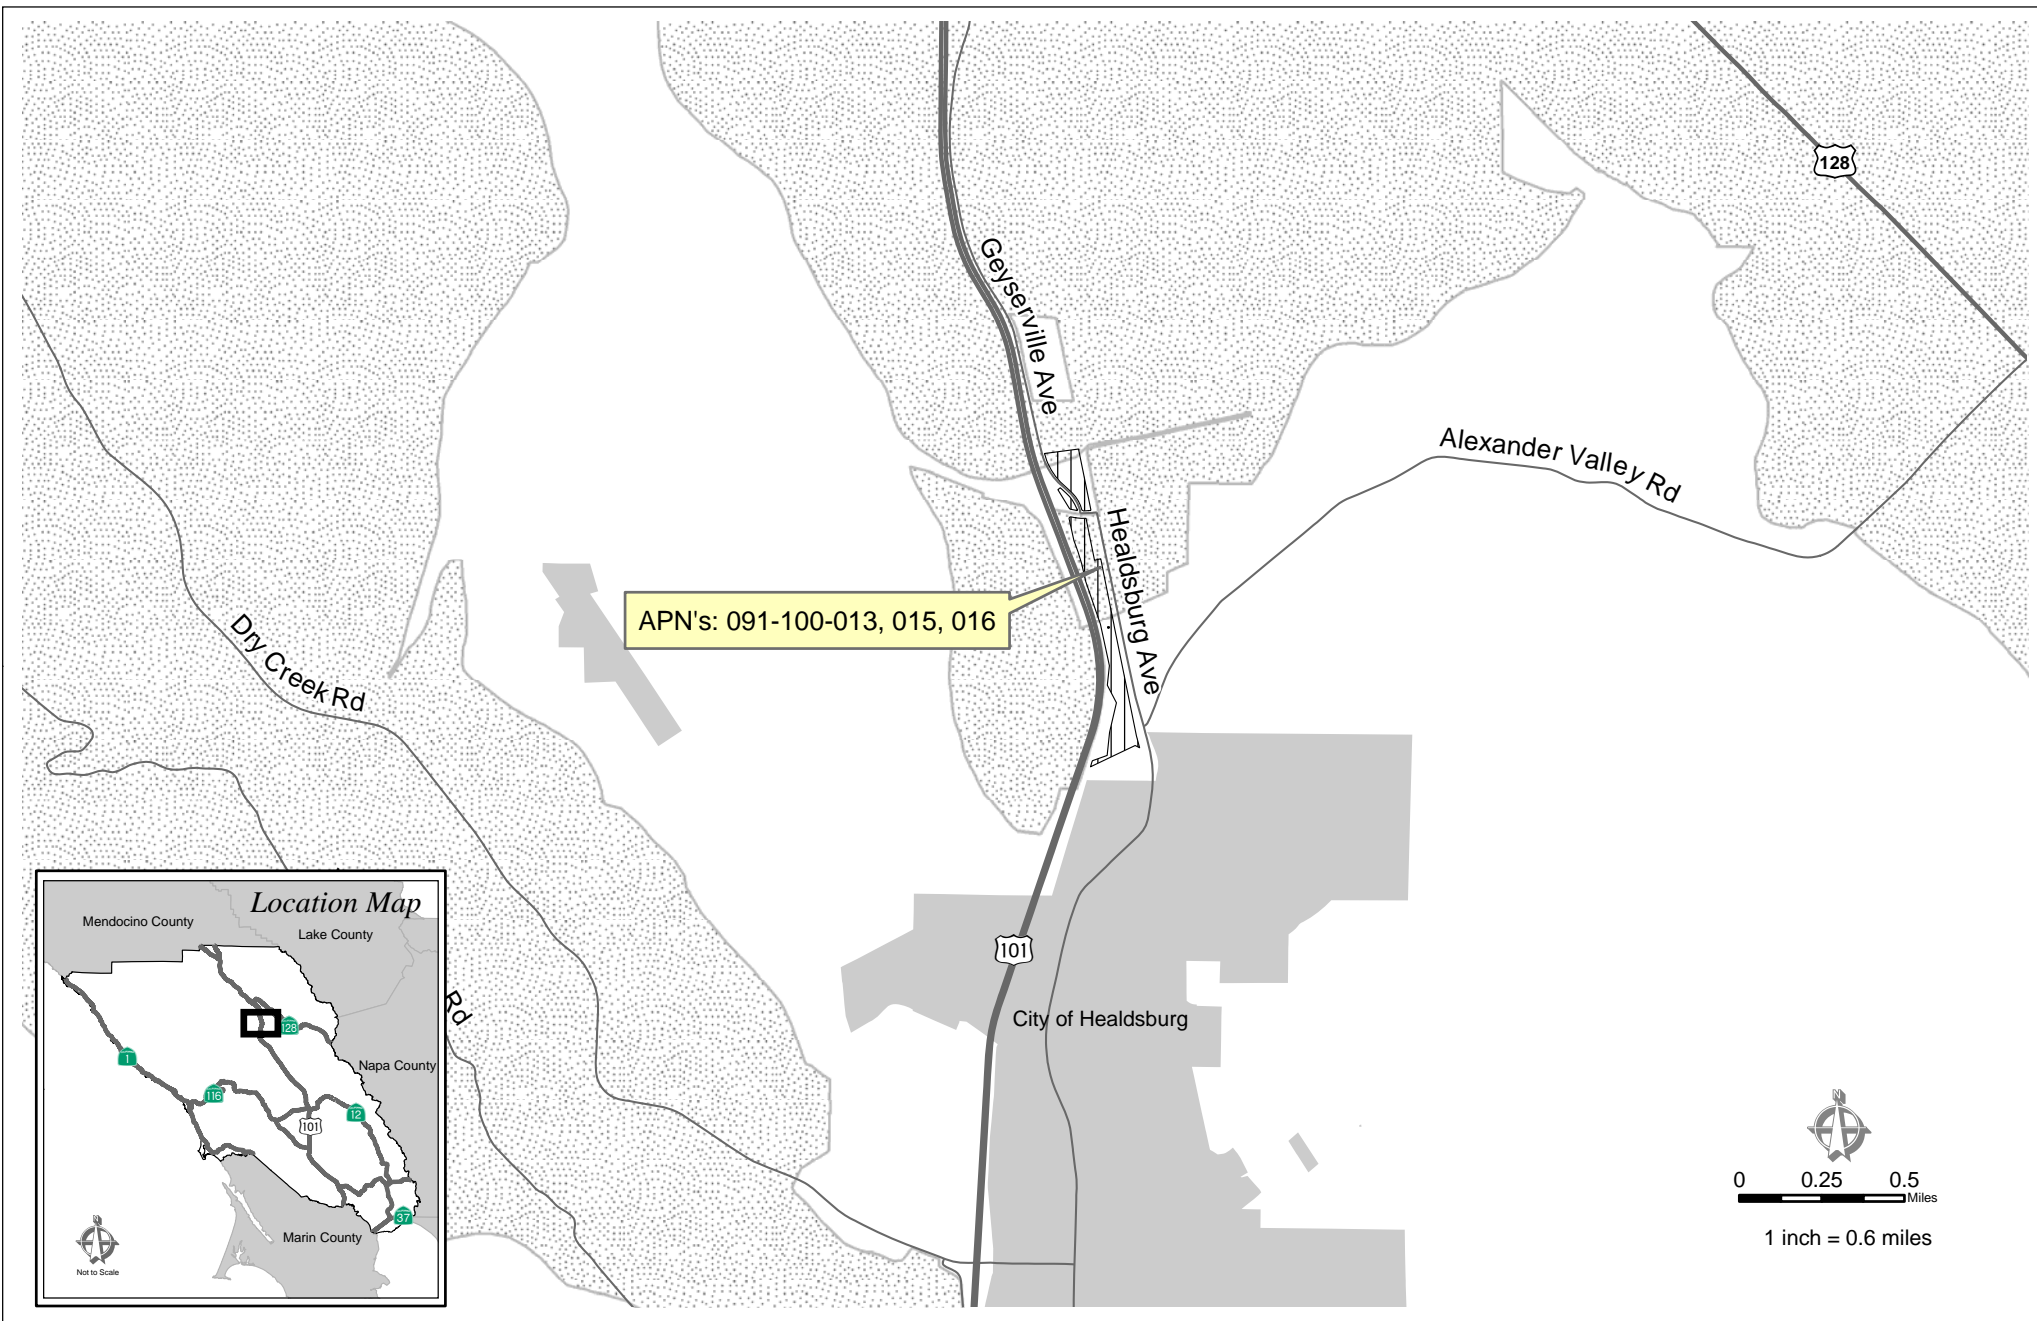 128
Geyserville Ave
Alexander Valley Rd
Healdsburg Ave
APN's: 091-100-013, 015, 016
Dry Creek Rd
Rd
101
City of Healdsburg
Location Map
Mendocino County
Lake County
128
1
Napa County
116
12
101
37
Marin County
N
Not to Scale
N
0 0.25 0.5
Miles
1 inch = 0.6 miles